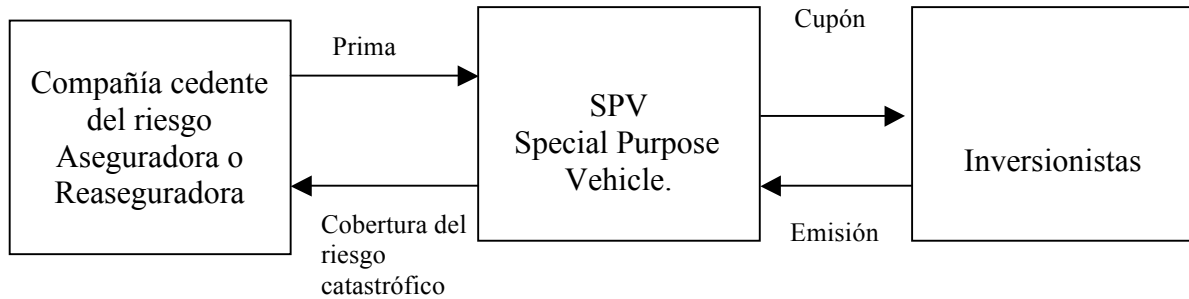 Compañía cedente
del riesgo
Aseguradora o
Reaseguradora
Prima
Cobertura del
riesgo
catastrófico
SPV
Special Purpose
Vehicle.
Cupón
Emisión
Inversionistas